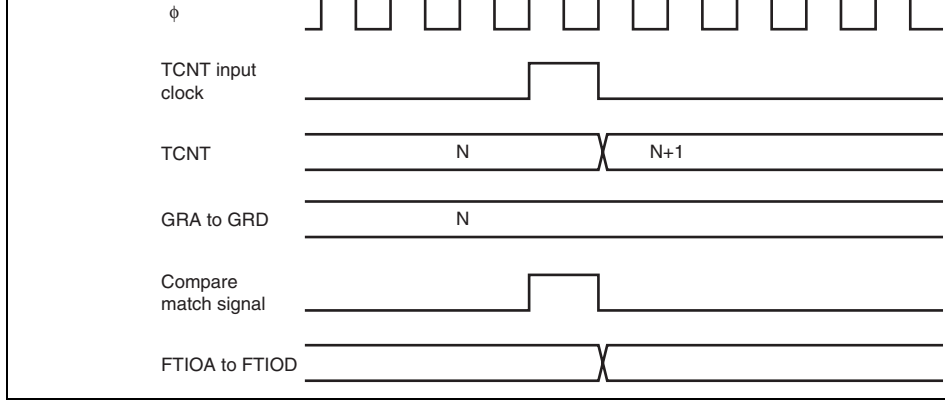 ϕ
TCNT input
clock
TCNT
N
N+1
GRA to GRD
N
Compare
match signal
FTIOA to FTIOD